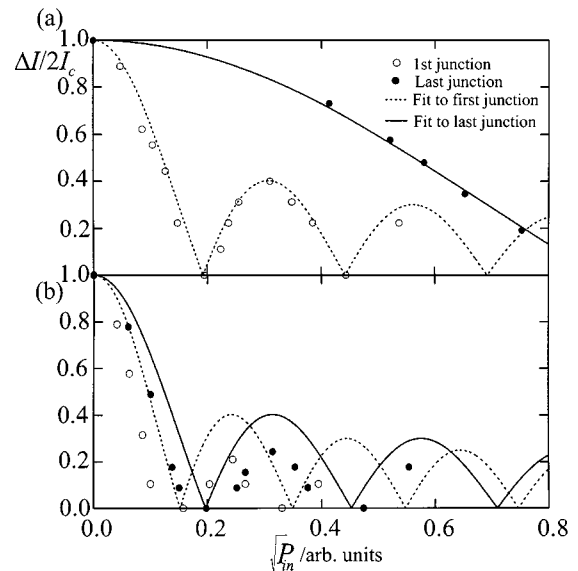 (a)
1.0
ΔI/2I_c
0.8
0.6
0.4
0.2
1.0
1st junction
Last junction
Fit to first junction
Fit to last junction
(b)
0.8
0.6
0.4
0.2
0.0
0.0 0.2 0.4 0.6 0.8
√P_in /arb. units